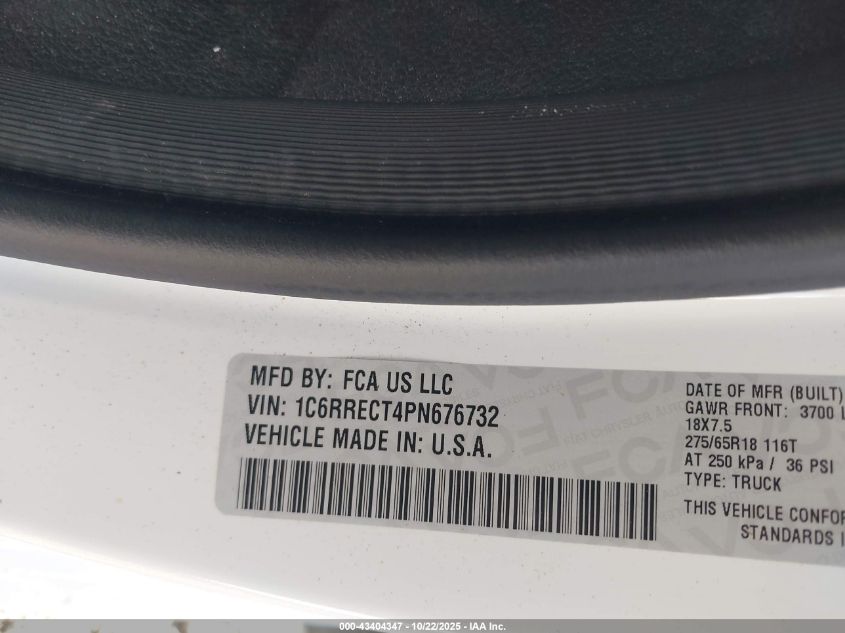 MFD BY: FCA US LLC
VIN: 1C6RRECT4PN676732
VEHICLE MADE IN: U.S.A.
DATE OF MFR (BUILT)
GAWR FRONT: 3700 L
18X7.5
275/65R18 116T
AT 250 kPa / 36 PSI
TYPE: TRUCK
THIS VEHICLE CONFOR
STANDARDS I
000-43404347 - 10/22/2025 - IAA Inc.